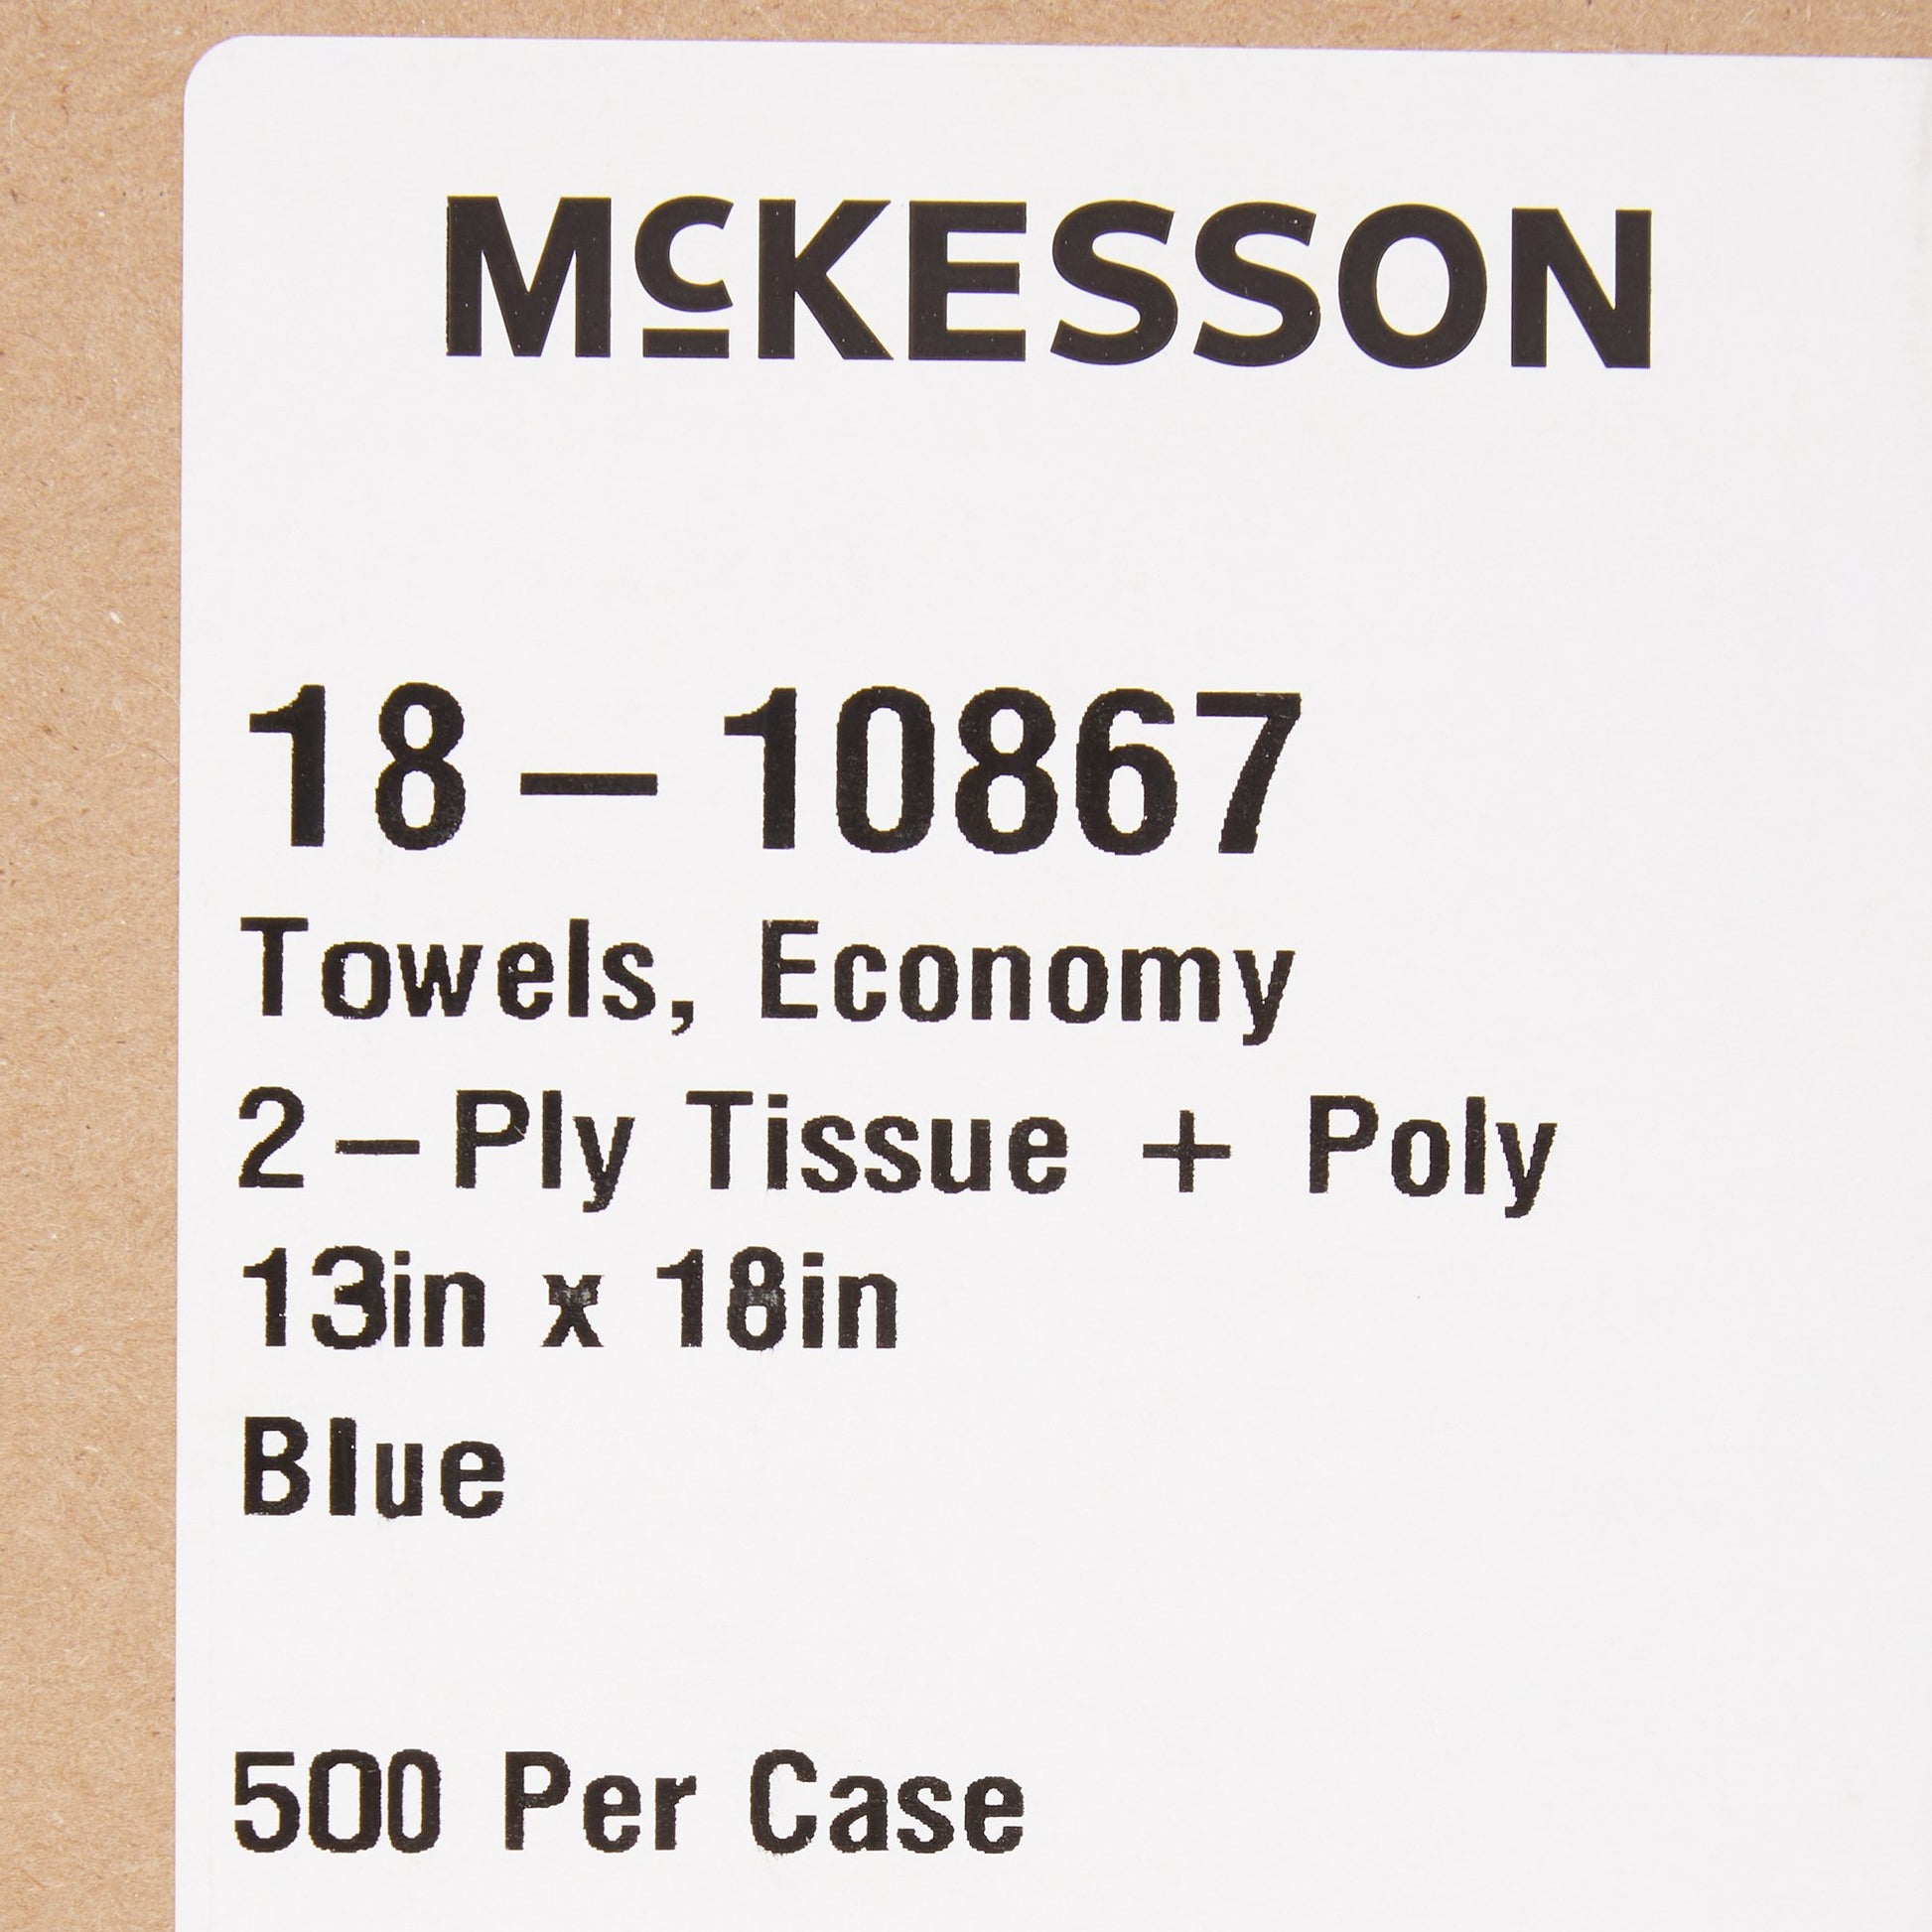 McKESSON
18-10867
Towels, Economy
2-Ply Tissue + Poly
13in x 18in
Blue
500 Per Case